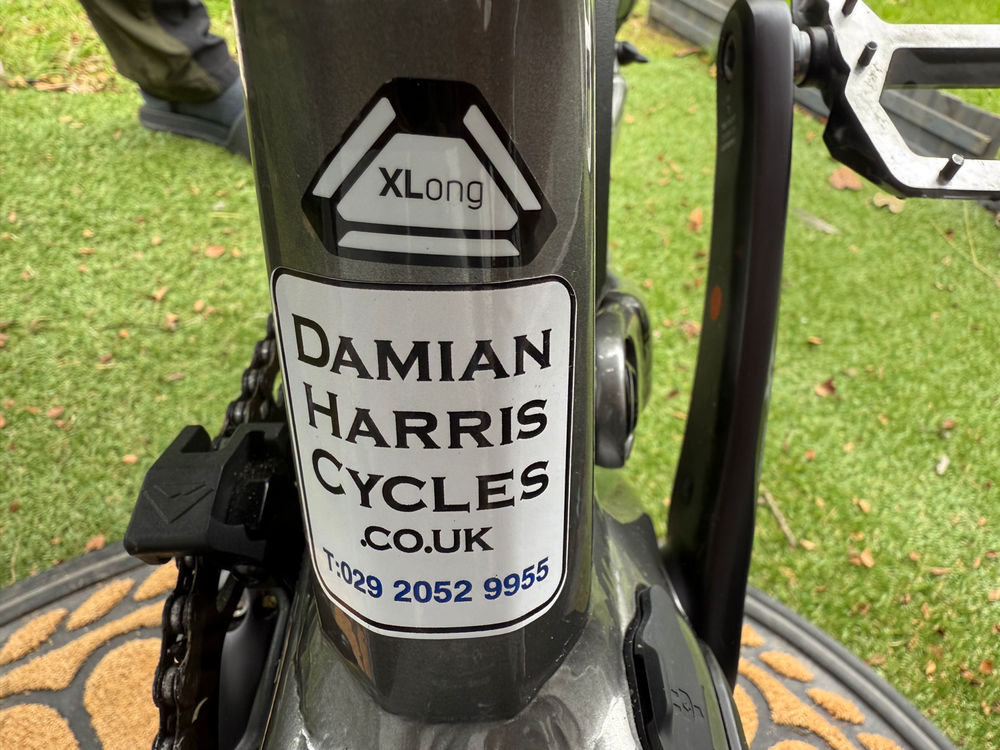 XLong
DAMIAN
HARRIS
CYCLES
.CO.UK
T:029 2052 9955